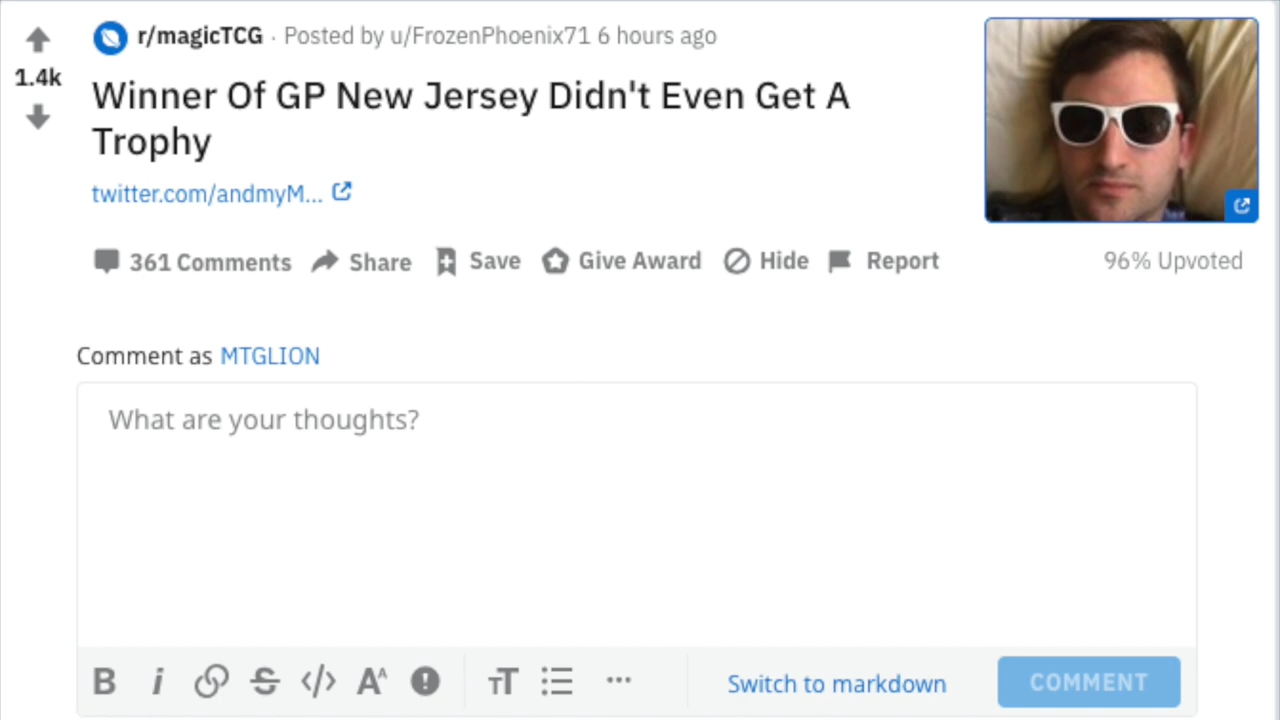 r/magicTCG · Posted by u/FrozenPhoenix71 6 hours ago
1.4k
Winner Of GP New Jersey Didn't Even Get A
Trophy
twitter.com/andmyM...
361 Comments Share Save Give Award Hide Report 96% Upvoted
Comment as MTGLION
What are your thoughts?
B i S </> AA TT ... Switch to markdown COMMENT